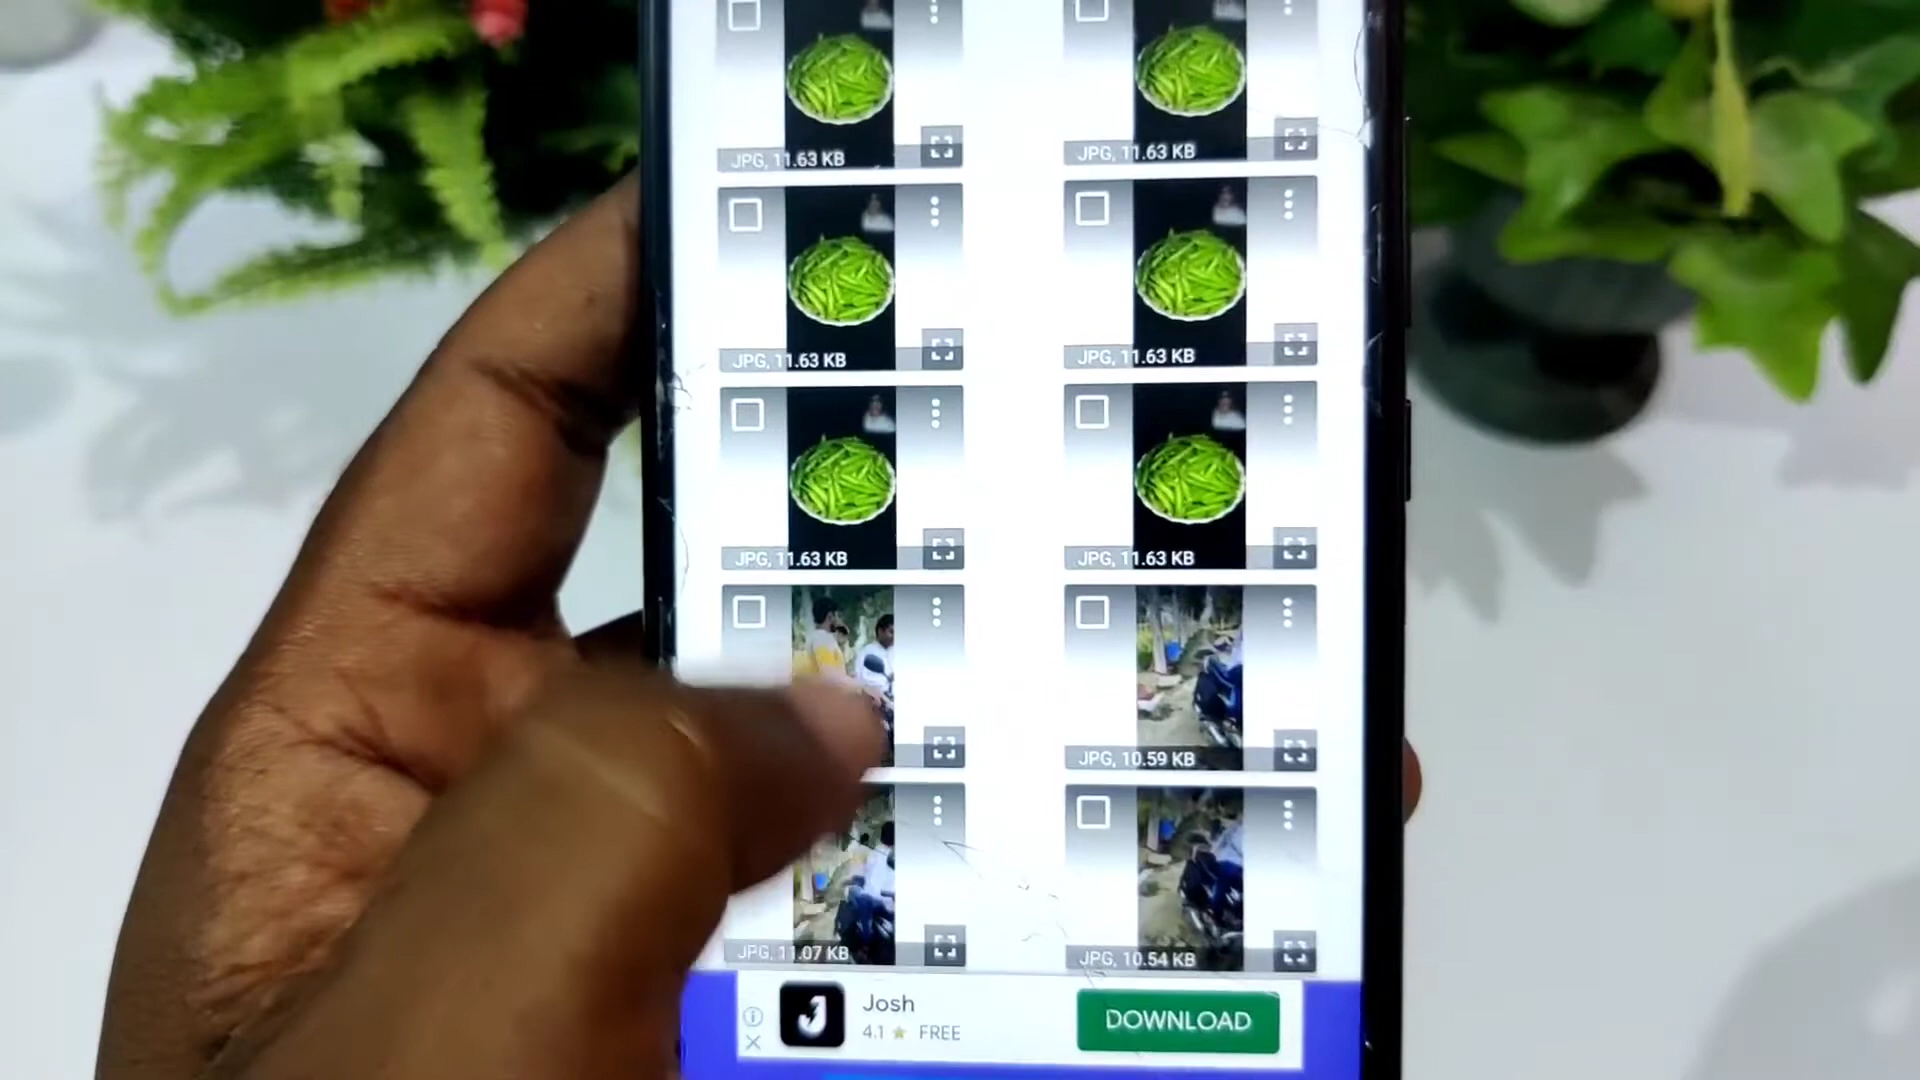 JPG, 11.63 KB
JPG, 11.63 KB
JPG, 11.63 KB
JPG, 11.63 KB
JPG, 11.63 KB
JPG, 11.63 KB
JPG, 10.59 KB
JPG, 11.07 KB
JPG, 10.54 KB
Josh
4.1 ★ FREE
DOWNLOAD